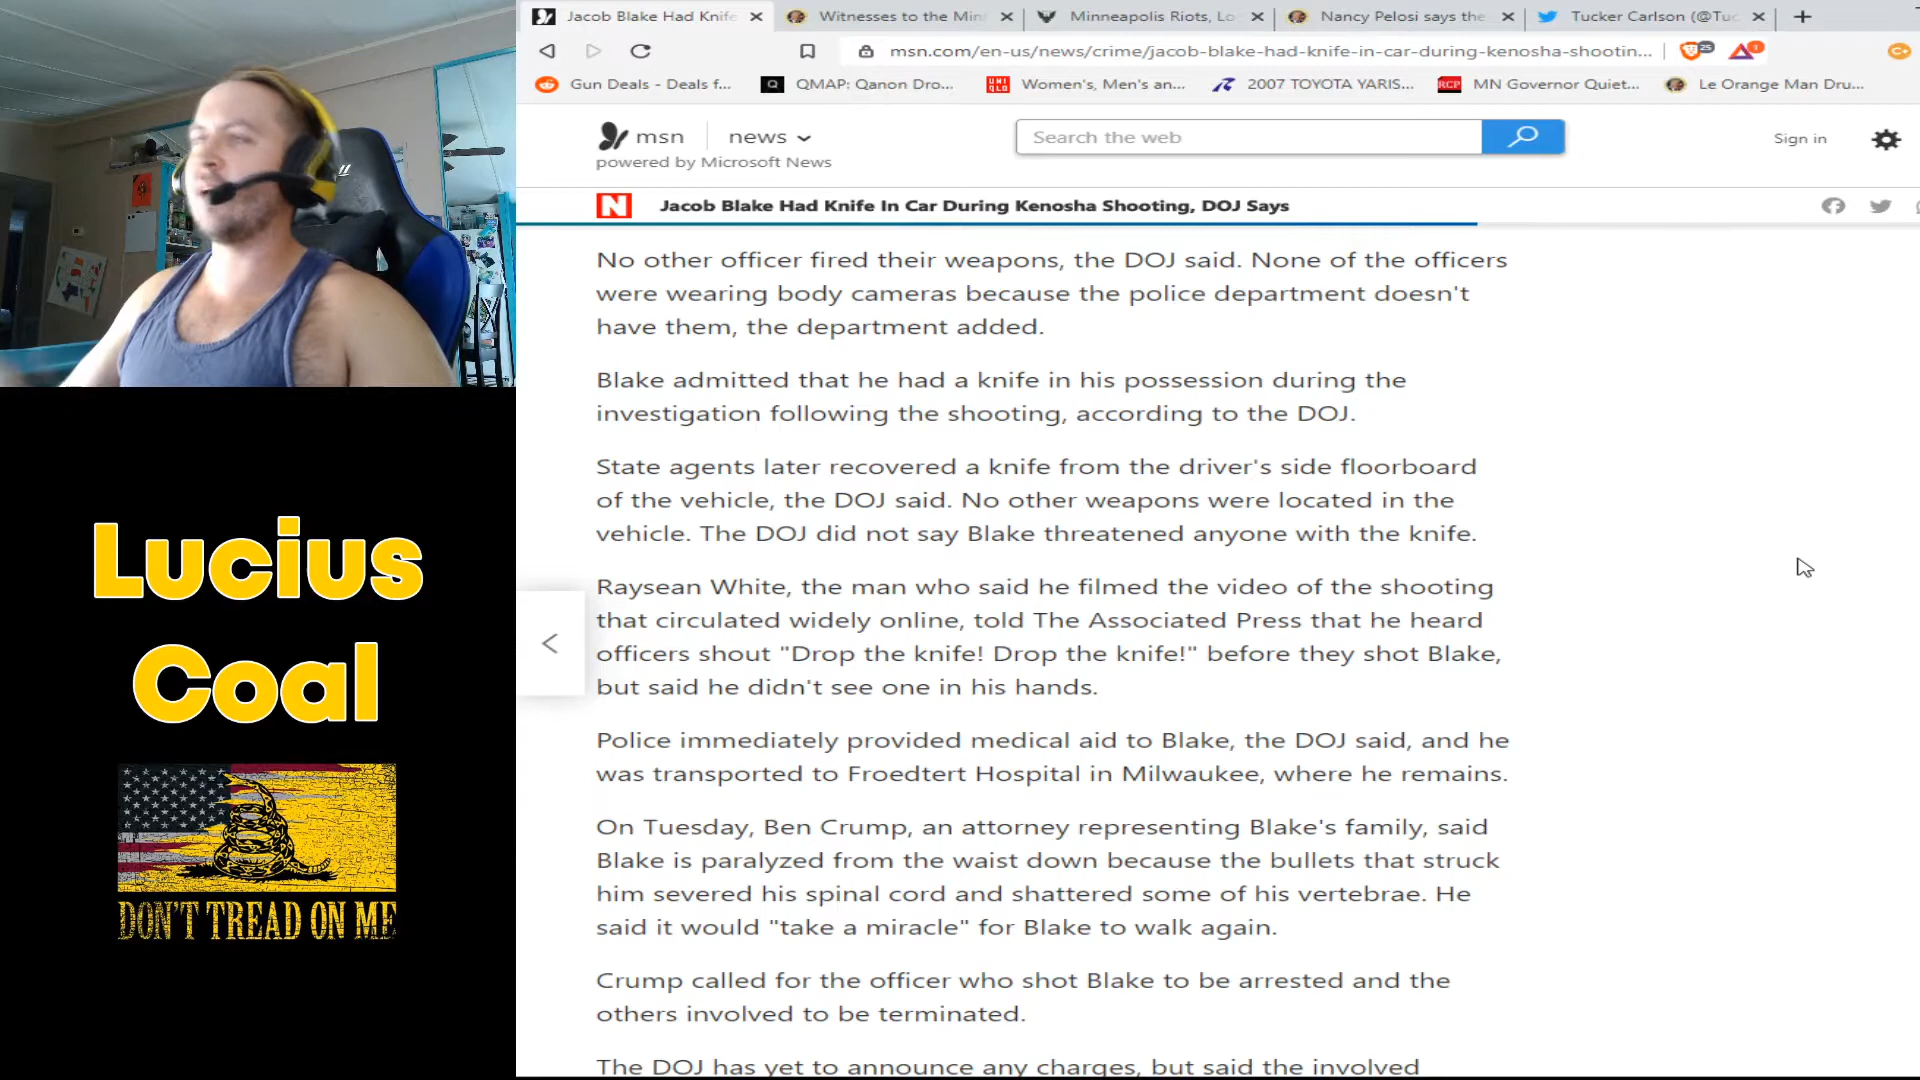 Jacob Blake Had Knife
Witnesses to the Min
Minneapolis Riots, Lo
Nancy Pelosi says the
Tucker Carlson (@Tuc
msn.com/en-us/news/crime/jacob-blake-had-knife-in-car-during-kenosha-shootin...
25
1
Gun Deals - Deals f...
Q
QMAP: Qanon Dro...
UNI QLO
Women's, Men's an...
2007 TOYOTA YARIS...
RCP
MN Governor Quiet...
Le Orange Man Dru...
msn
news
powered by Microsoft News
Search the web
Sign in
N
Jacob Blake Had Knife In Car During Kenosha Shooting, DOJ Says
No other officer fired their weapons, the DOJ said. None of the officers
were wearing body cameras because the police department doesn't
have them, the department added.
Blake admitted that he had a knife in his possession during the
investigation following the shooting, according to the DOJ.
State agents later recovered a knife from the driver's side floorboard
of the vehicle, the DOJ said. No other weapons were located in the
vehicle. The DOJ did not say Blake threatened anyone with the knife.
Raysean White, the man who said he filmed the video of the shooting
that circulated widely online, told The Associated Press that he heard
officers shout "Drop the knife! Drop the knife!" before they shot Blake,
but said he didn't see one in his hands.
Police immediately provided medical aid to Blake, the DOJ said, and he
was transported to Froedtert Hospital in Milwaukee, where he remains.
On Tuesday, Ben Crump, an attorney representing Blake's family, said
Blake is paralyzed from the waist down because the bullets that struck
him severed his spinal cord and shattered some of his vertebrae. He
said it would "take a miracle" for Blake to walk again.
Crump called for the officer who shot Blake to be arrested and the
others involved to be terminated.
The DOJ has yet to announce any charges, but said the involved
Lucius
Coal
DON'T TREAD ON ME